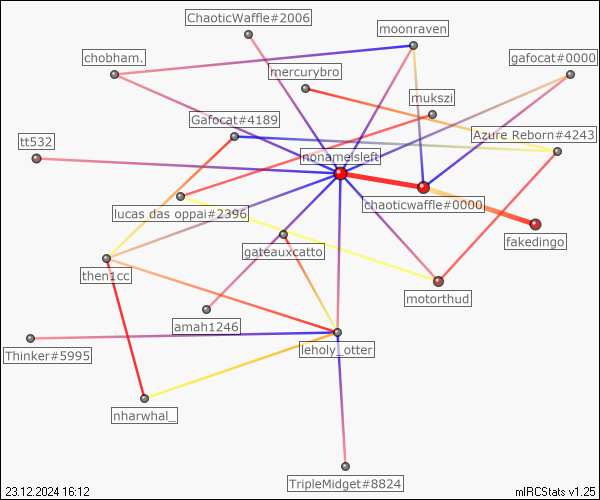 ChaoticWaffle#2006
moonraven
chobham.
gafocat#0000
mercurybro
mukszi
Gafocat#4189
Azure Reborn#4243
tt532
nonameisleft
chaoticwaffle#0000
lucas das oppai#2396
fakedingo
gateauxcatto
then1cc
motorthud
amah1246
leholy_otter
Thinker#5995
nharwhal_
TripleMidget#8824
23.12.2024 16:12
mIRCStats v1.25